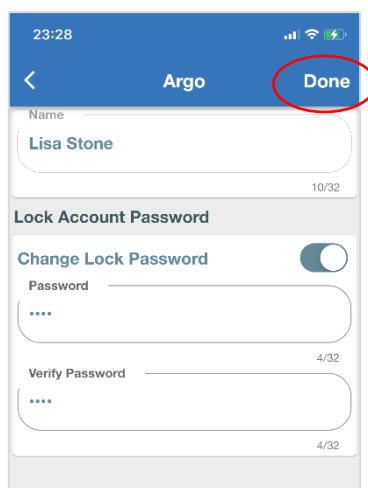 23:28
Argo Done
Name
Lisa Stone
10/32
Lock Account Password
Change Lock Password
Password
••••
4/32
Verify Password
••••
4/32